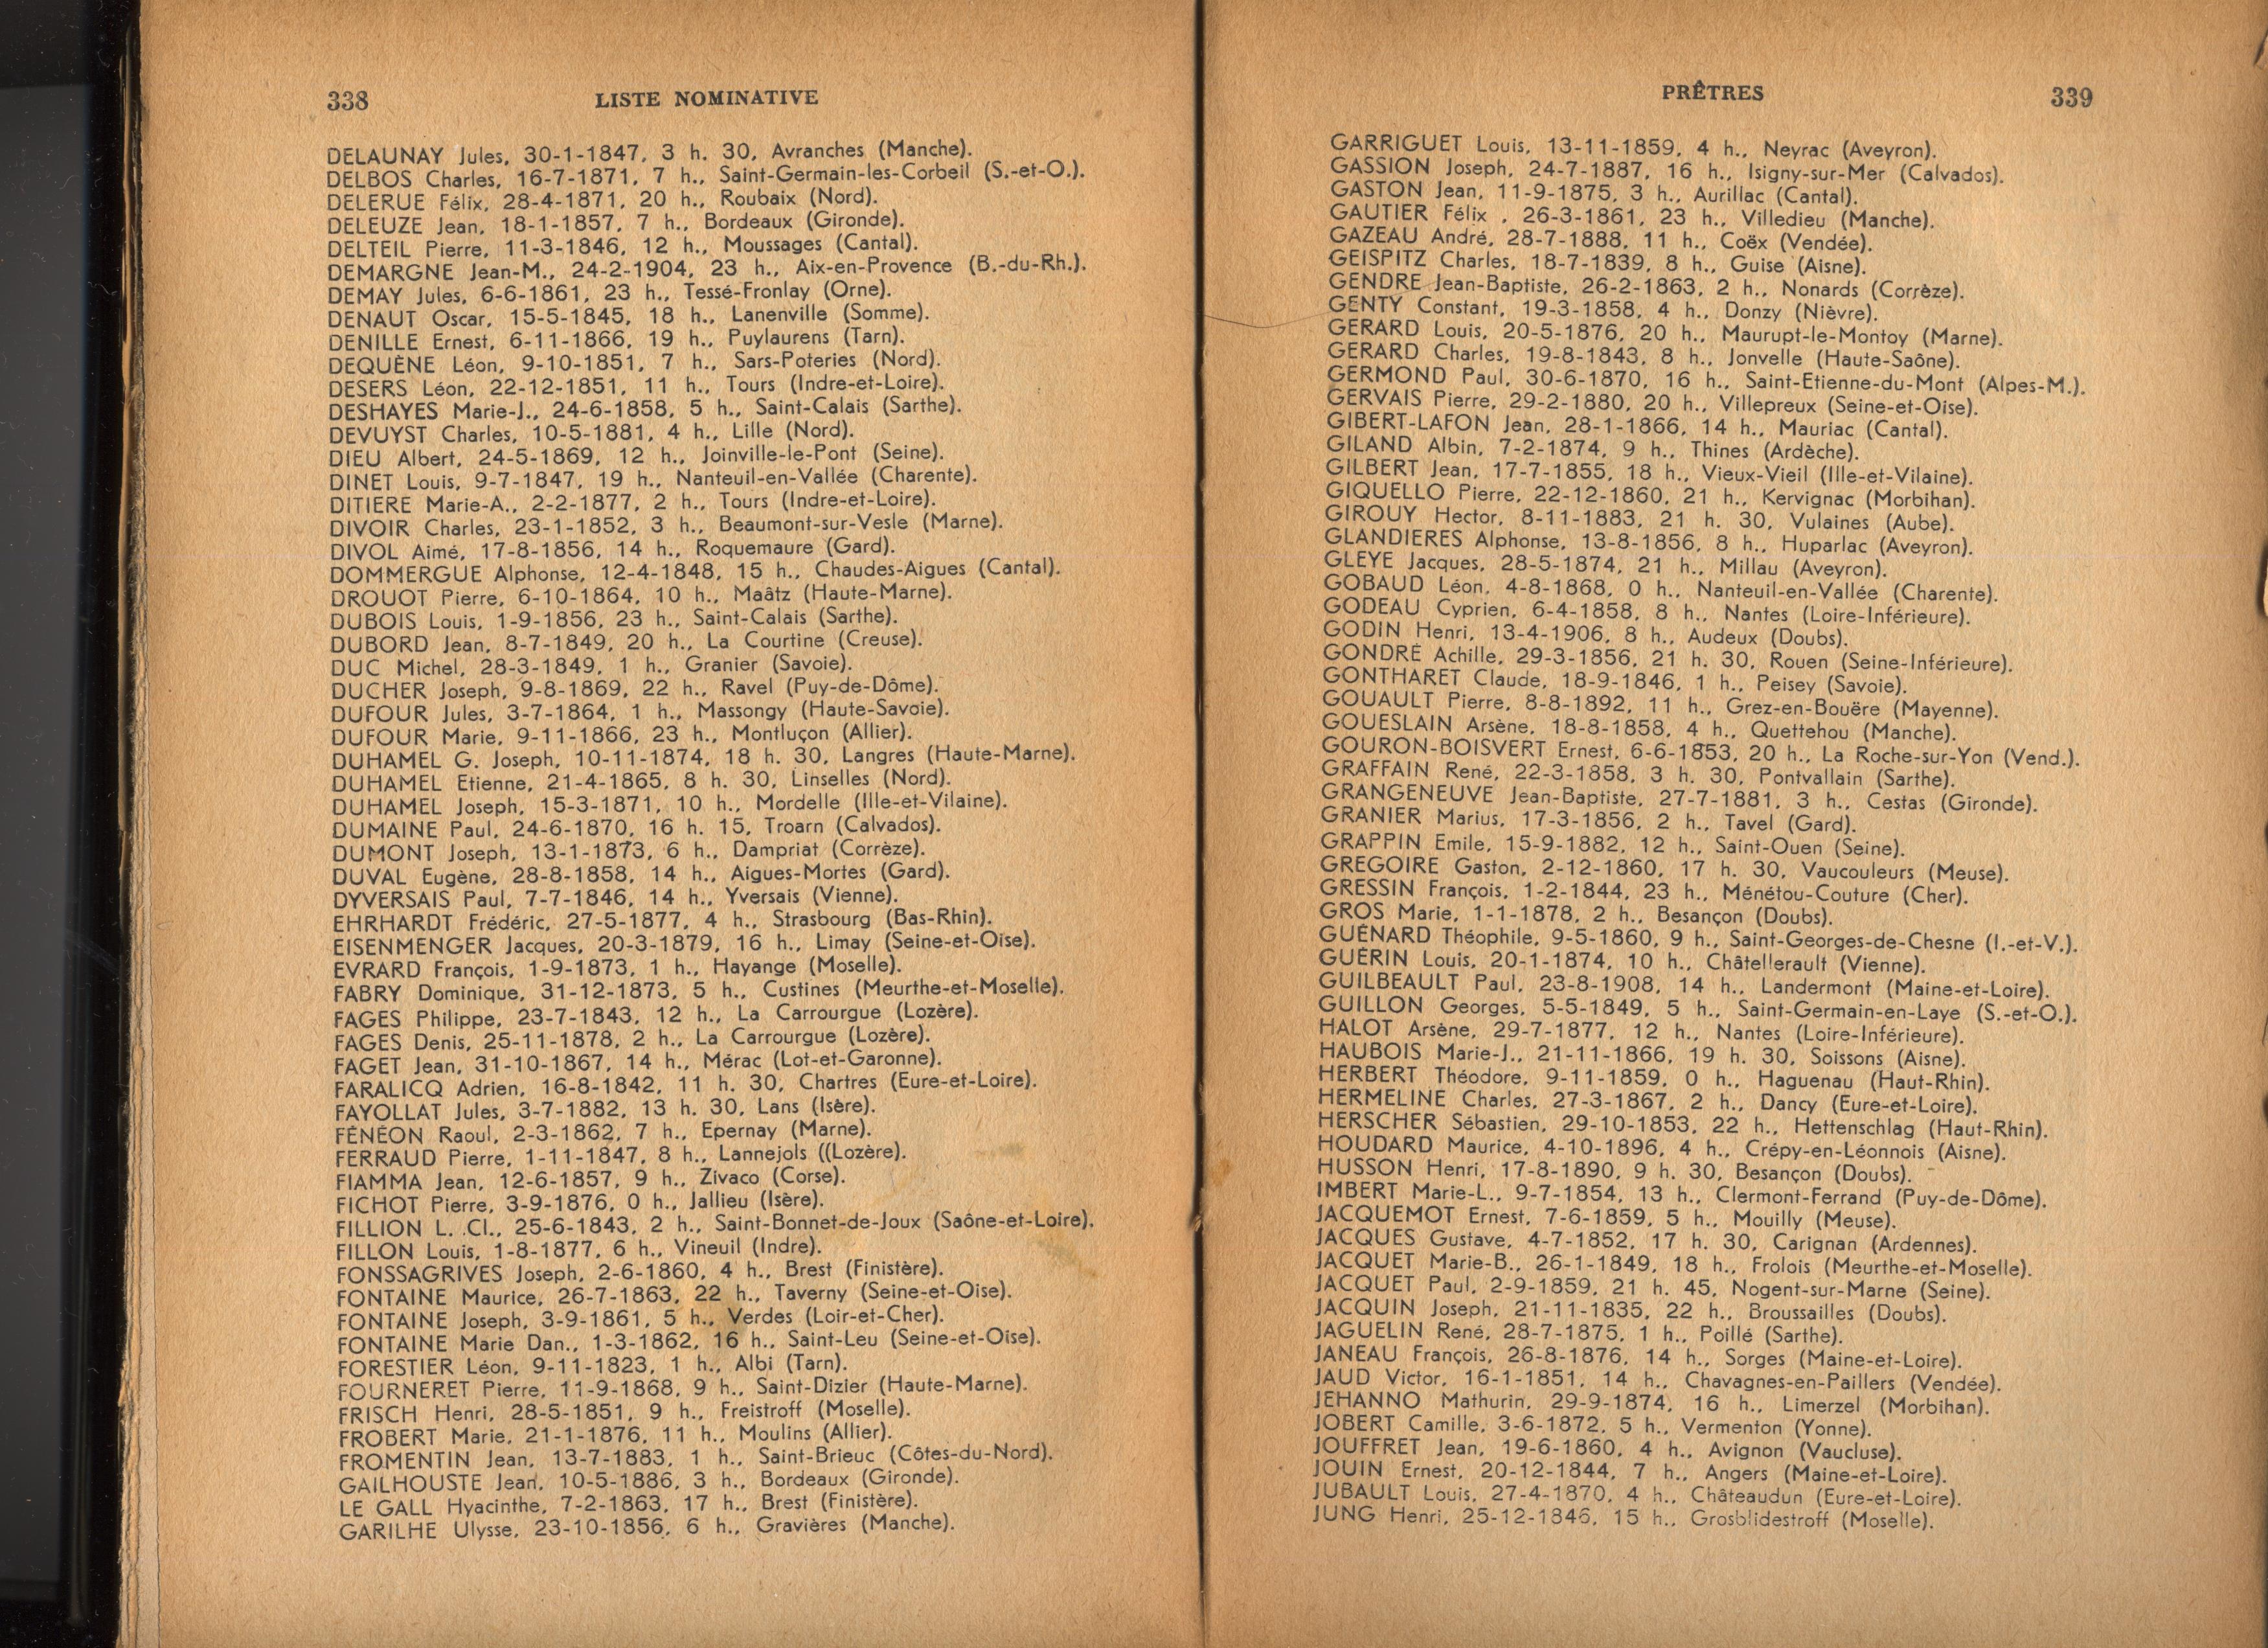 338
LISTE NOMINATIVE
DELAUNAY Jules, 30-1-1847, 3 h. 30, Avranches (Manche).
DELBOS Charles, 16-7-1871, 7 h., Saint-Germain-les-Corbeil (S.-et-O.).
DELERUE Félix, 28-4-1871, 20 h., Roubaix (Nord).
DELEUZE Jean, 18-1-1857, 7 h., Bordeaux (Gironde).
DELTEIL Pierre, 11-3-1846, 12 h., Moussages (Cantal).
DEMARGNE Jean-M., 24-2-1904, 23 h., Aix-en-Provence (B.-du-Rh.).
DEMAY Jules, 6-6-1861, 23 h., Tessé-Fronlay (Orne).
DENAUT Oscar, 15-5-1845, 18 h., Lanenville (Somme).
DENILLE Ernest, 6-11-1866, 19 h., Puylaurens (Tarn).
DEQUÈNE Léon, 9-10-1851, 7 h., Sars-Poteries (Nord).
DESERS Léon, 22-12-1851, 11 h., Tours (Indre-et-Loire).
DESHAYES Marie-J., 24-6-1858, 5 h., Saint-Calais (Sarthe).
DEVUYST Charles, 10-5-1881, 4 h., Lille (Nord).
DIEU Albert, 24-5-1869, 12 h., Joinville-le-Pont (Seine).
DINET Louis, 9-7-1847, 19 h., Nanteuil-en-Vallée (Charente).
DITIERE Marie-A., 2-2-1877, 2 h., Tours (Indre-et-Loire).
DIVOIR Charles, 23-1-1852, 3 h., Beaumont-sur-Vesle (Marne).
DIVOL Aimé, 17-8-1856, 14 h., Roquemaure (Gard).
DOMMERGUE Alphonse, 12-4-1848, 15 h., Chaudes-Aigues (Cantal).
DROUOT Pierre, 6-10-1864, 10 h., Maâtz (Haute-Marne).
DUBOIS Louis, 1-9-1856, 23 h., Saint-Calais (Sarthe).
DUBORD Jean, 8-7-1849, 20 h., La Courtine (Creuse).
DUC Michel, 28-3-1849, 1 h., Granier (Savoie).
DUCHER Joseph, 9-8-1869, 22 h., Ravel (Puy-de-Dôme).
DUFOUR Jules, 3-7-1864, 1 h., Massongy (Haute-Savoie).
DUFOUR Marie, 9-11-1866, 23 h., Montluçon (Allier).
DUHAMEL G. Joseph, 10-11-1874, 18 h. 30, Langres (Haute-Marne).
DUHAMEL Etienne, 21-4-1865, 8 h. 30, Linselles (Nord).
DUHAMEL Joseph, 15-3-1871, 10 h., Mordelle (Ille-et-Vilaine).
DUMAINE Paul, 24-6-1870, 16 h. 15, Troarn (Calvados).
DUMONT Joseph, 13-1-1873, 6 h., Dampriat (Corrèze).
DUVAL Eugène, 28-8-1858, 14 h., Aigues-Mortes (Gard).
DYVERSAIS Paul, 7-7-1846, 14 h., Yversais (Vienne).
EHRHARDT Frédéric, 27-5-1877, 4 h., Strasbourg (Bas-Rhin).
EISENMENGER Jacques, 20-3-1879, 16 h., Limay (Seine-et-Oise).
EVRARD François, 1-9-1873, 1 h., Hayange (Moselle).
FABRY Dominique, 31-12-1873, 5 h., Custines (Meurthe-et-Moselle).
FAGES Philippe, 23-7-1843, 12 h., La Carrourgue (Lozère).
FAGES Denis, 25-11-1878, 2 h., La Carrourgue (Lozère).
FAGET Jean, 31-10-1867, 14 h., Mérac (Lot-et-Garonne).
FARALICQ Adrien, 16-8-1842, 11 h. 30, Chartres (Eure-et-Loire).
FAYOLLAT Jules, 3-7-1882, 13 h. 30, Lans (Isère).
FÉNÉON Raoul, 2-3-1862, 7 h., Epernay (Marne).
FERRAUD Pierre, 1-11-1847, 8 h., Lannejols ((Lozère).
FIAMMA Jean, 12-6-1857, 9 h., Zivaco (Corse).
FICHOT Pierre, 3-9-1876, 0 h., Jallieu (Isère).
FILLION L. .Cl., 25-6-1843, 2 h., Saint-Bonnet-de-Joux (Saône-et-Loire).
FILLON Louis, 1-8-1877, 6 h., Vineuil (Indre).
FONSSAGRIVES Joseph, 2-6-1860, 4 h., Brest (Finistère).
FONTAINE Maurice, 26-7-1863, 22 h., Taverny (Seine-et-Oise).
FONTAINE Joseph, 3-9-1861, 5 h., Verdes (Loir-et-Cher).
FONTAINE Marie Dan., 1-3-1862, 16 h., Saint-Leu (Seine-et-Oise).
FORESTIER Léon, 9-11-1823, 1 h., Albi (Tarn).
FOURNERET Pierre, 11-9-1868, 9 h., Saint-Dizier (Haute-Marne).
FRISCH Henri, 28-5-1851, 9 h., Freistroff (Moselle).
FROBERT Marie, 21-1-1876, 11 h., Moulins (Allier).
FROMENTIN Jean, 13-7-1883, 1 h., Saint-Brieuc (Côtes-du-Nord).
GAILHOUSTE Jean, 10-5-1886, 3 h., Bordeaux (Gironde).
LE GALL Hyacinthe, 7-2-1863, 17 h., Brest (Finistère).
GARILHE Ulysse, 23-10-1856, 6 h., Gravières (Manche).
PRÊTRES
339
GARRIGUET Louis, 13-11-1859, 4 h., Neyrac (Aveyron).
GASSION Joseph, 24-7-1887, 16 h., Isigny-sur-Mer (Calvados).
GASTON Jean, 11-9-1875, 3 h., Aurillac (Cantal).
GAUTIER Félix , 26-3-1861, 23 h., Villedieu (Manche).
GAZEAU André, 28-7-1888, 11 h., Coëx (Vendée).
GEISPITZ Charles, 18-7-1839, 8 h., Guise (Aisne).
GENDRE Jean-Baptiste, 26-2-1863, 2 h., Nonards (Corrèze).
GENTY Constant, 19-3-1858, 4 h., Donzy (Nièvre).
GERARD Louis, 20-5-1876, 20 h., Maurupt-le-Montoy (Marne).
GERARD Charles, 19-8-1843, 8 h., Jonvelle (Haute-Saône).
GERMOND Paul, 30-6-1870, 16 h., Saint-Etienne-du-Mont (Alpes-M.).
GERVAIS Pierre, 29-2-1880, 20 h., Villepreux (Seine-et-Oise).
GIBERT-LAFON Jean, 28-1-1866, 14 h., Mauriac (Cantal).
GILAND Albin, 7-2-1874, 9 h., Thines (Ardèche).
GILBERT Jean, 17-7-1855, 18 h., Vieux-Vieil (Ille-et-Vilaine).
GIQUELLO Pierre, 22-12-1860, 21 h., Kervignac (Morbihan).
GIROUY Hector, 8-11-1883, 21 h. 30, Vulaines (Aube).
GLANDIERES Alphonse, 13-8-1856, 8 h., Huparlac (Aveyron).
GLEYE Jacques, 28-5-1874, 21 h., Millau (Aveyron).
GOBAUD Léon, 4-8-1868, 0 h., Nanteuil-en-Vallée (Charente).
GODEAU Cyprien, 6-4-1858, 8 h., Nantes (Loire-Inférieure).
GODIN Henri, 13-4-1906, 8 h., Audeux (Doubs).
GONDRÉ Achille, 29-3-1856, 21 h. 30, Rouen (Seine-Inférieure).
GONTHARET Claude, 18-9-1846, 1 h., Peisey (Savoie).
GOUAULT Pierre, 8-8-1892, 11 h., Grez-en-Bouëre (Mayenne).
GOUESLAIN Arsène, 18-8-1858, 4 h., Quettehou (Manche).
GOURON-BOISVERT Ernest, 6-6-1853, 20 h., La Roche-sur-Yon (Vend.).
GRAFFAIN René, 22-3-1858, 3 h. 30, Pontvallain (Sarthe).
GRANGENEUVE Jean-Baptiste, 27-7-1881, 3 h., Cestas (Gironde).
GRANIER Marius, 17-3-1856, 2 h., Tavel (Gard).
GRAPPIN Emile, 15-9-1882, 12 h., Saint-Ouen (Seine).
GREGOIRE Gaston, 2-12-1860, 17 h. 30, Vaucouleurs (Meuse).
GRESSIN François, 1-2-1844, 23 h., Ménétou-Couture (Cher).
GROS Marie, 1-1-1878, 2 h., Besançon (Doubs).
GUÉNARD Théophile, 9-5-1860, 9 h., Saint-Georges-de-Chesne (I.-et-V.).
GUÉRIN Louis, 20-1-1874, 10 h., Châtellerault (Vienne).
GUILBEAULT Paul, 23-8-1908, 14 h., Landermont (Maine-et-Loire).
GUILLON Georges, 5-5-1849, 5 h., Saint-Germain-en-Laye (S.-et-O.).
HALOT Arsène, 29-7-1877, 12 h., Nantes (Loire-Inférieure).
HAUBOIS Marie-J., 21-11-1866, 19 h. 30, Soissons (Aisne).
HERBERT Théodore, 9-11-1859, 0 h., Haguenau (Haut-Rhin).
HERMELINE Charles, 27-3-1867, 2 h., Dancy (Eure-et-Loire).
HERSCHER Sébastien, 29-10-1853, 22 h., Hettenschlag (Haut-Rhin).
HOUDARD Maurice, 4-10-1896, 4 h., Crépy-en-Léonnois (Aisne).
HUSSON Henri, 17-8-1890, 9 h. 30, Besançon (Doubs).
IMBERT Marie-L., 9-7-1854, 13 h., Clermont-Ferrand (Puy-de-Dôme).
JACQUEMOT Ernest, 7-6-1859, 5 h., Mouilly (Meuse).
JACQUES Gustave, 4-7-1852, 17 h. 30, Carignan (Ardennes).
JACQUET Marie-B., 26-1-1849, 18 h., Frolois (Meurthe-et-Moselle).
JACQUET Paul, 2-9-1859, 21 h. 45, Nogent-sur-Marne (Seine).
JACQUIN Joseph, 21-11-1835, 22 h., Broussailles (Doubs).
JAGUELIN René, 28-7-1875, 1 h., Poillé (Sarthe).
JANEAU François, 26-8-1876, 14 h., Sorges (Maine-et-Loire).
JAUD Victor, 16-1-1851, 14 h., Chavagnes-en-Paillers (Vendée).
JEHANNO Mathurin, 29-9-1874, 16 h., Limerzel (Morbihan).
JOBERT Camille, 3-6-1872, 5 h., Vermenton (Yonne).
JOUFFRET Jean, 19-6-1860, 4 h., Avignon (Vaucluse).
JOUIN Ernest, 20-12-1844, 7 h., Angers (Maine-et-Loire).
JUBAULT Louis, 27-4-1870, 4 h., Châteaudun (Eure-et-Loire).
JUNG Henri, 25-12-1846, 15 h., Grosblidestroff (Moselle).